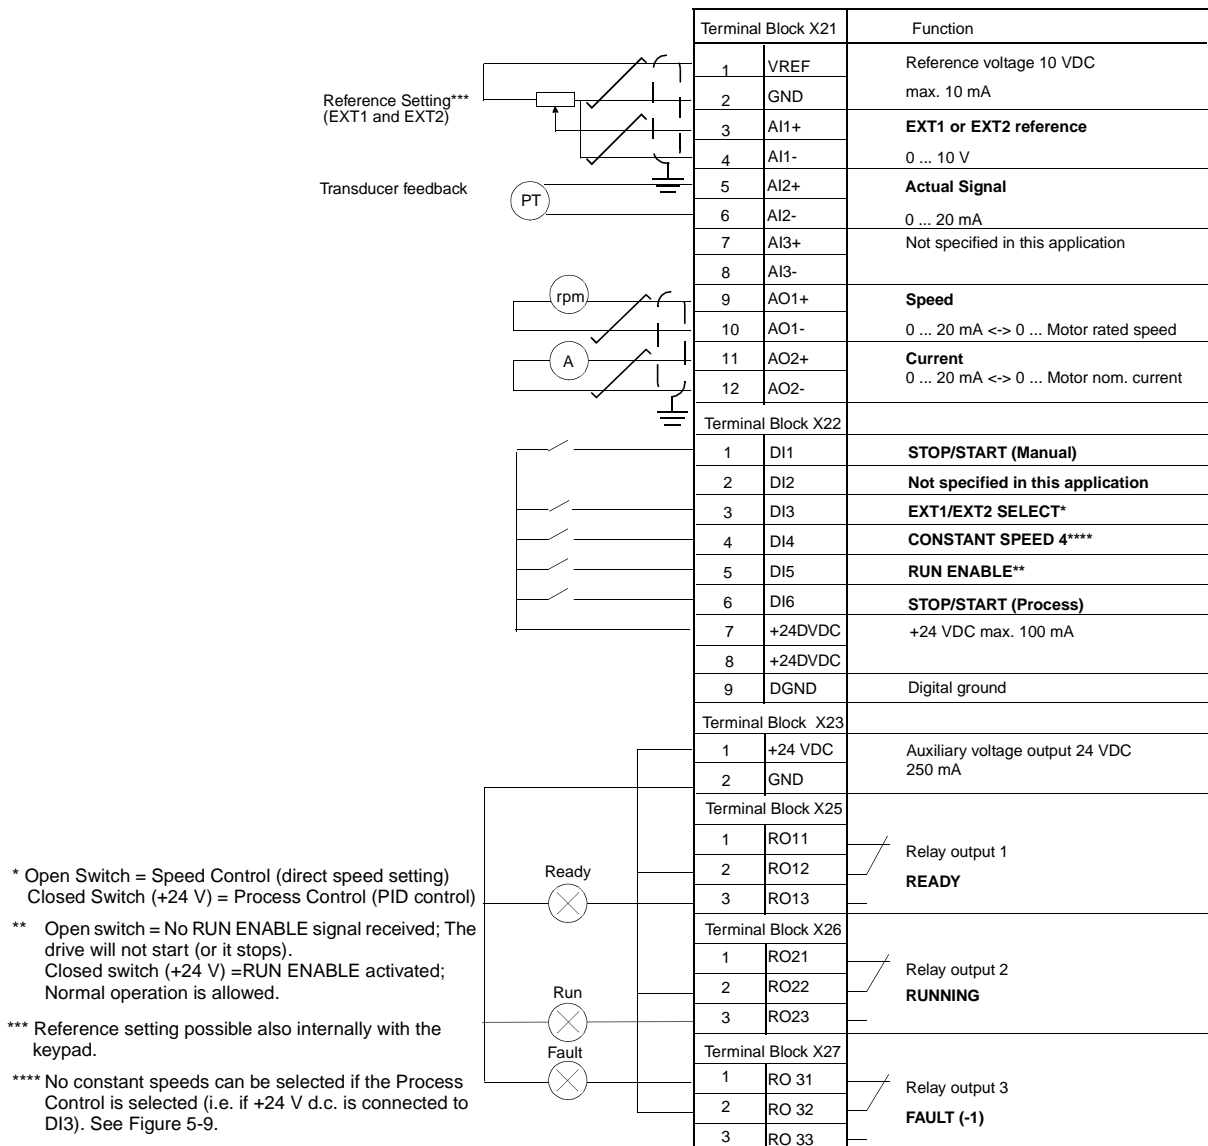 Terminal Block X21 Function
1 VREF Reference voltage 10 VDC
2 GND max. 10 mA
Reference Setting***
(EXT1 and EXT2)
3 AI1+ EXT1 or EXT2 reference
4 AI1- 0 ... 10 V
Transducer feedback
PT
5 AI2+ Actual Signal
6 AI2- 0 ... 20 mA
7 AI3+ Not specified in this application
8 AI3-
rpm
9 AO1+ Speed
10 AO1- 0 ... 20 mA <-> 0 ... Motor rated speed
A
11 AO2+ Current
12 AO2- 0 ... 20 mA <-> 0 ... Motor nom. current
Terminal Block X22
1 DI1 STOP/START (Manual)
2 DI2 Not specified in this application
3 DI3 EXT1/EXT2 SELECT*
4 DI4 CONSTANT SPEED 4****
5 DI5 RUN ENABLE**
6 DI6 STOP/START (Process)
7 +24DVDC +24 VDC max. 100 mA
8 +24DVDC
9 DGND Digital ground
Terminal Block X23
1 +24 VDC Auxiliary voltage output 24 VDC
250 mA
2 GND
Terminal Block X25
1 RO11 Relay output 1
2 RO12 READY
3 RO13
Ready
Terminal Block X26
1 RO21 Relay output 2
2 RO22 RUNNING
3 RO23
Run
Terminal Block X27
1 RO 31 Relay output 3
2 RO 32 FAULT (-1)
3 RO 33
Fault
* Open Switch = Speed Control (direct speed setting)
Closed Switch (+24 V) = Process Control (PID control)
** Open switch = No RUN ENABLE signal received; The
drive will not start (or it stops).
Closed switch (+24 V) =RUN ENABLE activated;
Normal operation is allowed.
*** Reference setting possible also internally with the
keypad.
**** No constant speeds can be selected if the Process
Control is selected (i.e. if +24 V d.c. is connected to
DI3). See Figure 5-9.